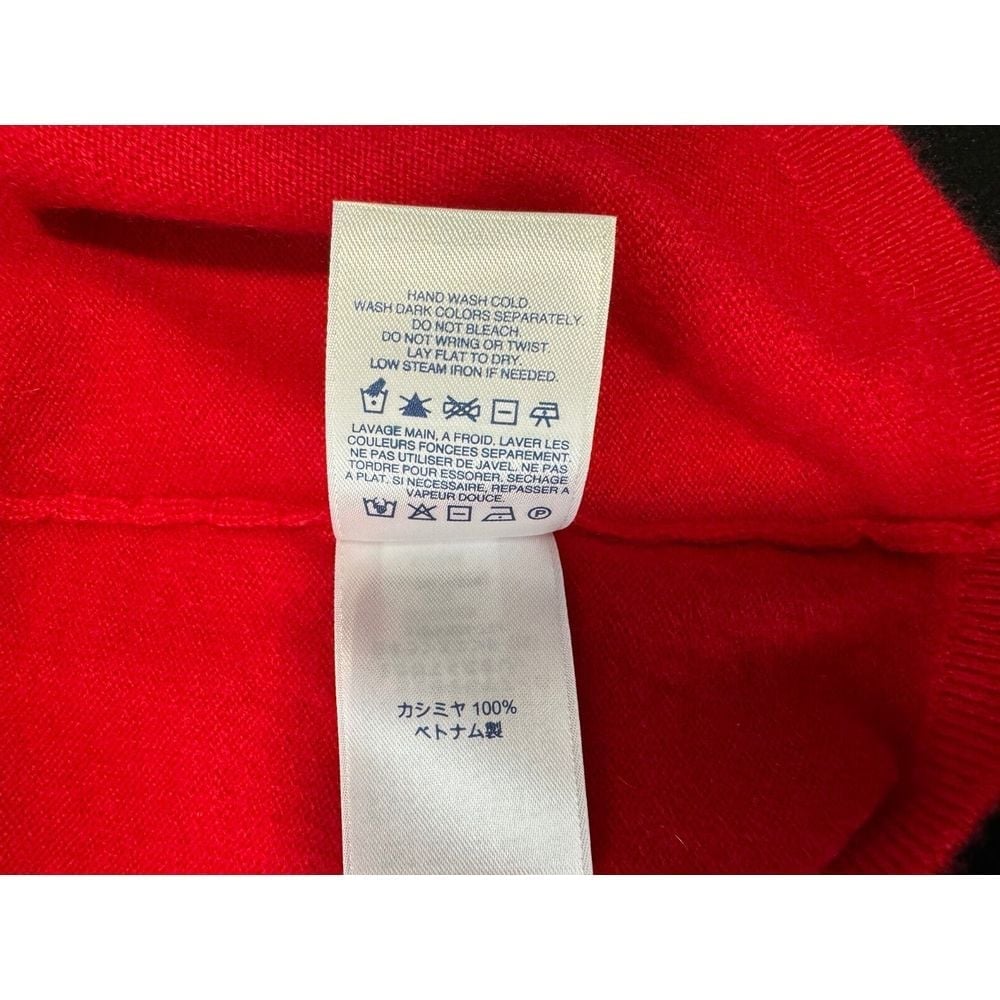 HAND WASH COLD.
WASH DARK COLORS SEPARATELY.
DO NOT BLEACH.
DO NOT WRING OR TWIST.
LAY FLAT TO DRY.
LOW STEAM IRON IF NEEDED.
LAVAGE MAIN, A FROID. LAVER LES
COULEURS FONCEES SEPAREMENT.
NE PAS UTILISER DE JAVEL. NE PAS
TORDRE POUR ESSORER. SECHAGE
A PLAT. SI NECESSAIRE, REPASSER A
VAPEUR DOUCE.
P
カシミヤ 100%
ベトナム製